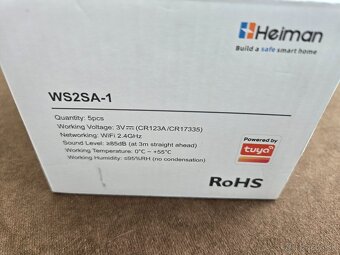 Heiman
Build a safe smart home
WS2SA-1
Quantity: 5pcs
Working Voltage: 3V⎓ (CR123A/CR17335)
Networking: WiFi 2.4GHz
Sound Level: ≥85dB (at 3m straight ahead)
Working Temperature: 0℃ ~ +55℃
Working Humidity: ≤95%RH (no condensation)
Powered by
tuya
RoHS